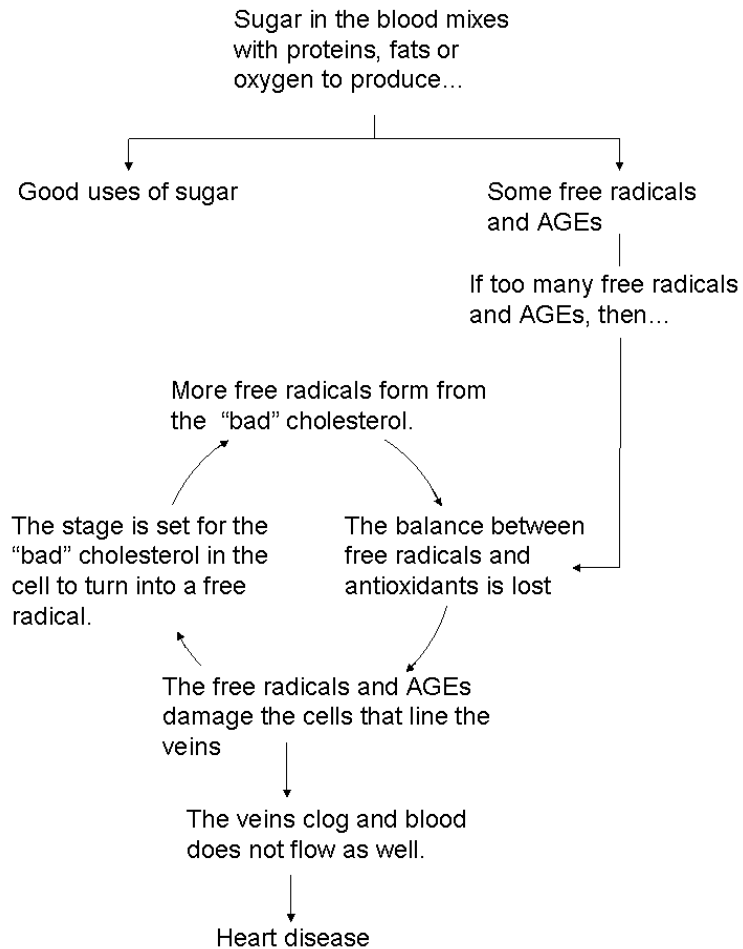 Sugar in the blood mixes
with proteins, fats or
oxygen to produce…
Good uses of sugar
Some free radicals
and AGEs
If too many free radicals
and AGEs, then…
More free radicals form from
the “bad” cholesterol.
The stage is set for the
“bad” cholesterol in the
cell to turn into a free
radical.
The balance between
free radicals and
antioxidants is lost
The free radicals and AGEs
damage the cells that line the
veins
The veins clog and blood
does not flow as well.
Heart disease